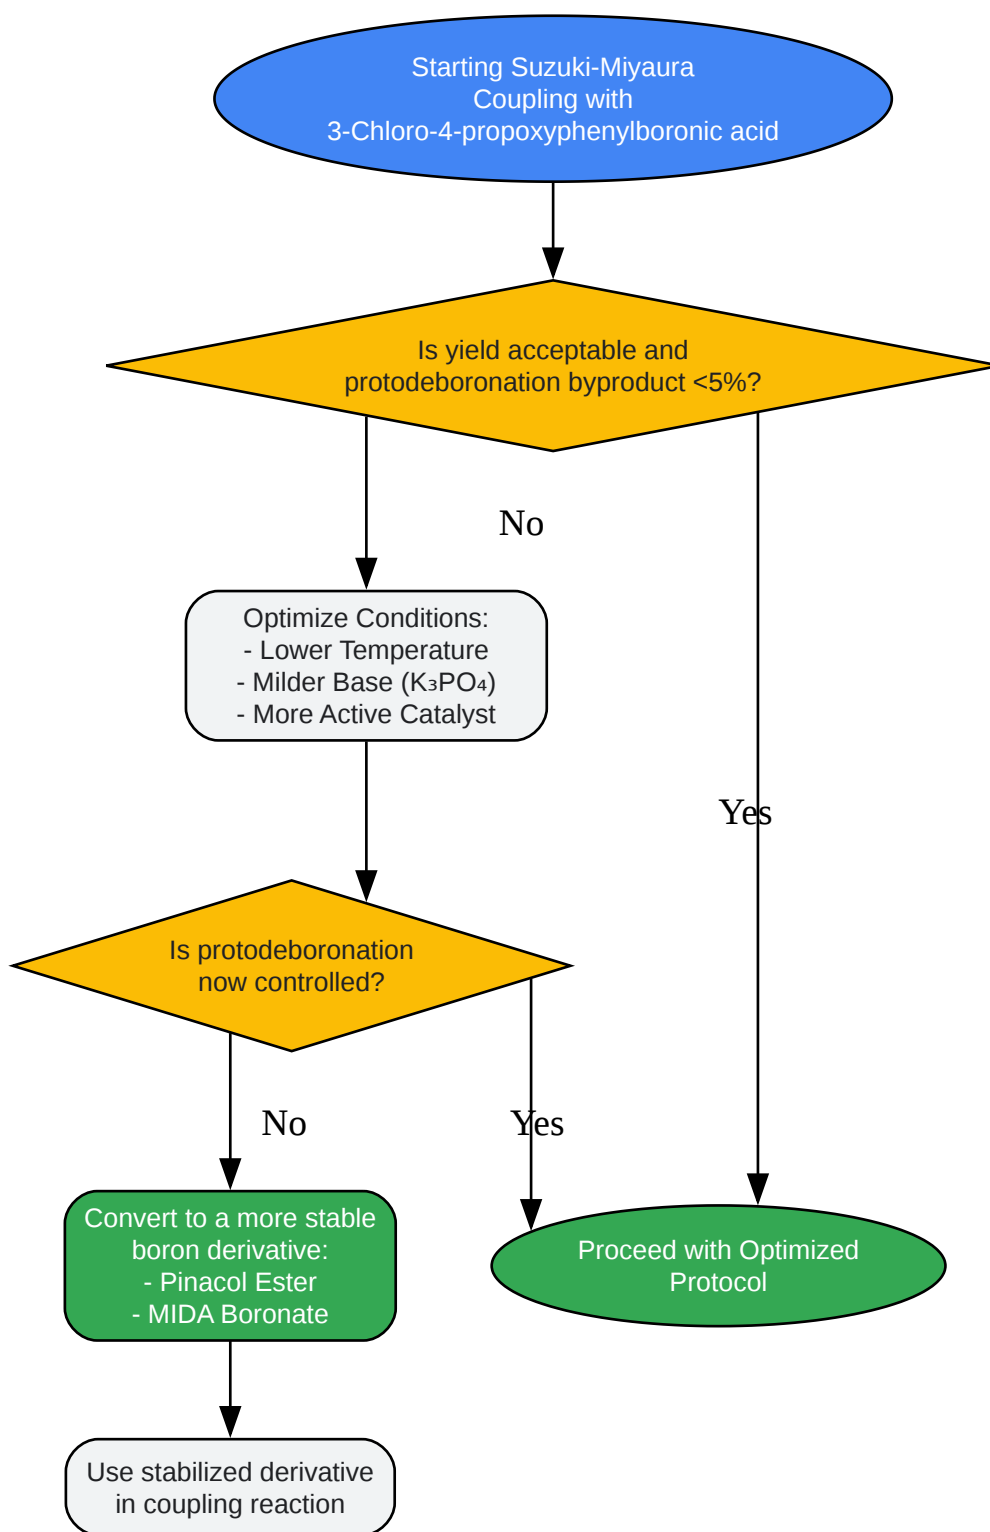 Starting Suzuki-Miyaura
Coupling with
3-Chloro-4-propoxyphenylboronic acid
Is yield acceptable and
protodeboronation byproduct <5%?
No
Optimize Conditions:
- Lower Temperature
- Milder Base (K₃PO₄)
- More Active Catalyst
Yes
Is protodeboronation
now controlled?
No
Yes
Convert to a more stable
boron derivative:
- Pinacol Ester
- MIDA Boronate
Proceed with Optimized
Protocol
Use stabilized derivative
in coupling reaction